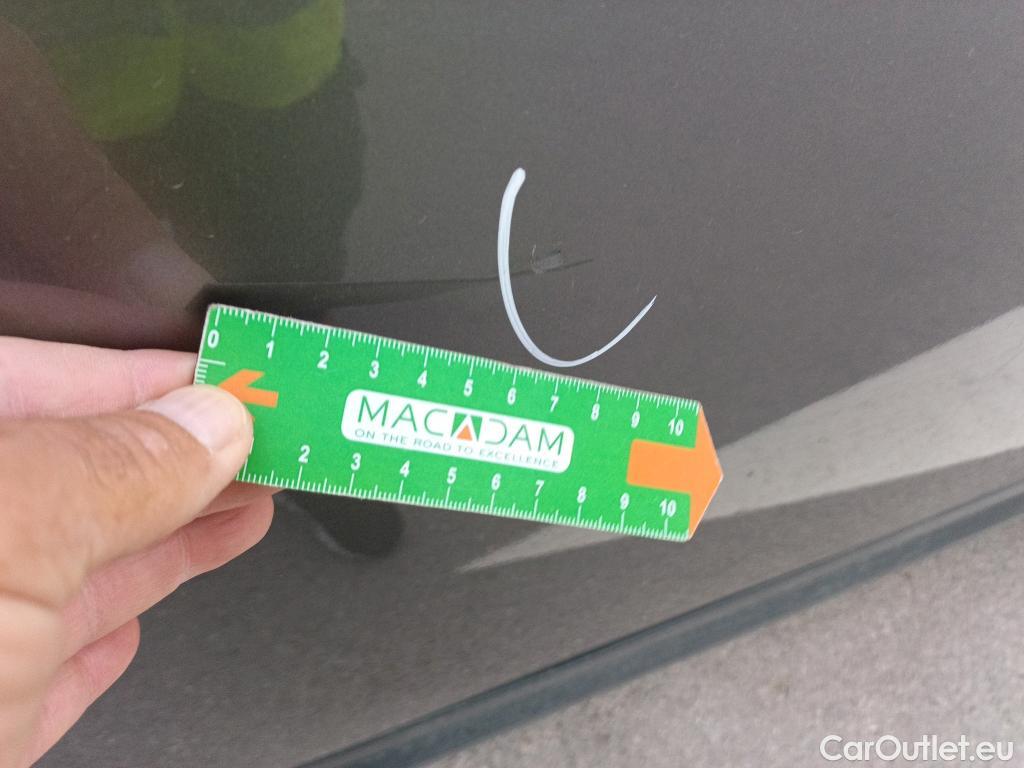 0 1 2 3 4 5 6 7 8 9 10
MACADAM
ON THE ROAD TO EXCELLENCE
2 3 4 5 6 7 8 9 10
CarOutlet.eu